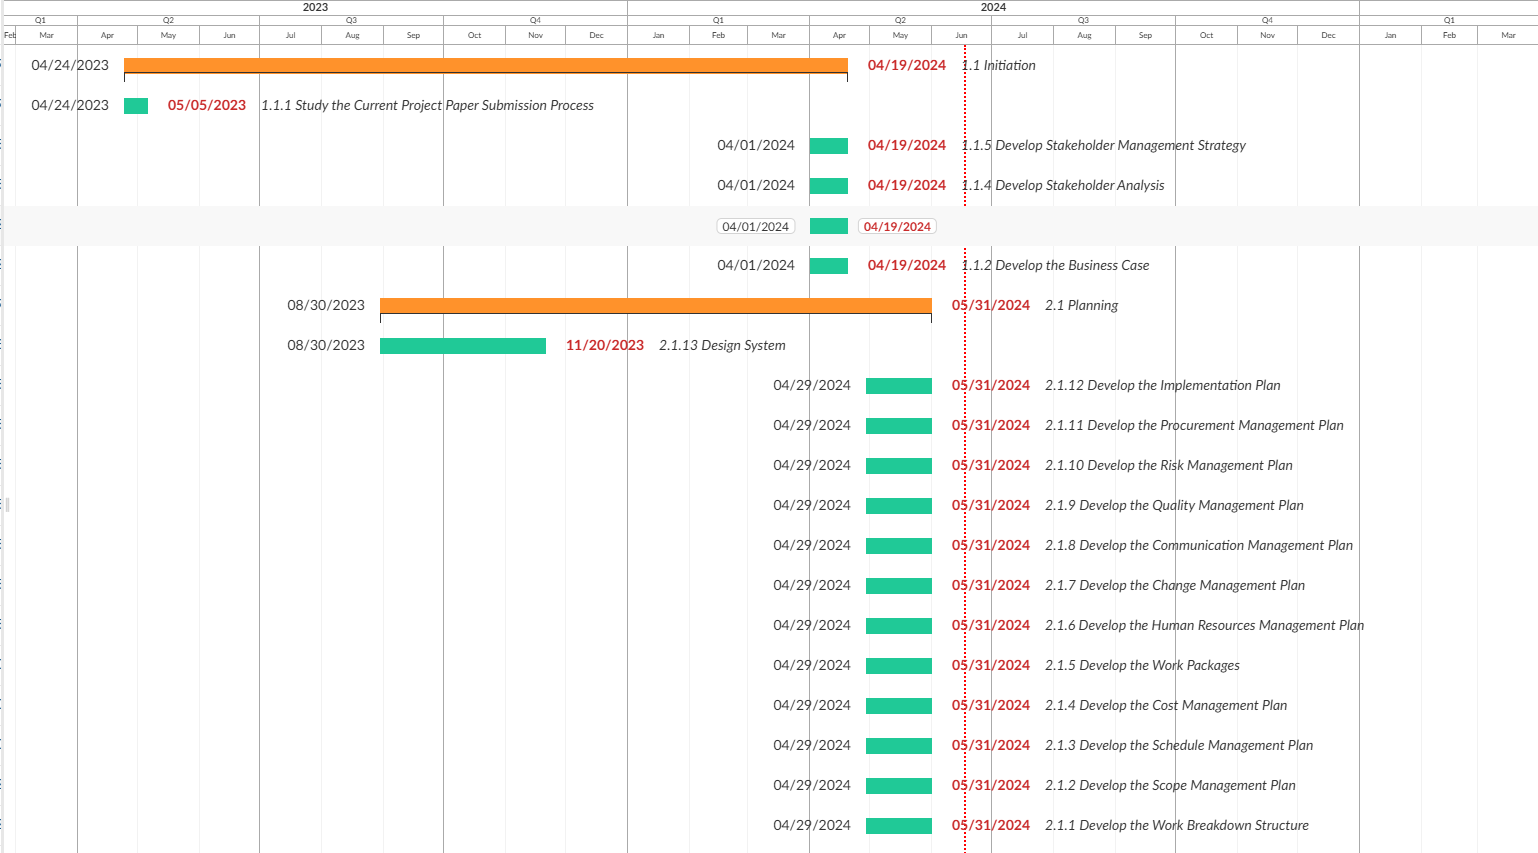 2023 2024
Q1 Q2 Q3 Q4 Q1 Q2 Q3 Q4 Q1
Feb Mar Apr May Jun Jul Aug Sep Oct Nov Dec Jan Feb Mar Apr May Jun Jul Aug Sep Oct Nov Dec Jan Feb Mar
04/24/2023 04/19/2024 1.1 Initiation
04/24/2023 05/05/2023 1.1.1 Study the Current Project Paper Submission Process
04/01/2024 04/19/2024 1.1.5 Develop Stakeholder Management Strategy
04/01/2024 04/19/2024 1.1.4 Develop Stakeholder Analysis
04/01/2024 04/19/2024
04/01/2024 04/19/2024 1.1.2 Develop the Business Case
08/30/2023 05/31/2024 2.1 Planning
08/30/2023 11/20/2023 2.1.13 Design System
04/29/2024 05/31/2024 2.1.12 Develop the Implementation Plan
04/29/2024 05/31/2024 2.1.11 Develop the Procurement Management Plan
04/29/2024 05/31/2024 2.1.10 Develop the Risk Management Plan
04/29/2024 05/31/2024 2.1.9 Develop the Quality Management Plan
04/29/2024 05/31/2024 2.1.8 Develop the Communication Management Plan
04/29/2024 05/31/2024 2.1.7 Develop the Change Management Plan
04/29/2024 05/31/2024 2.1.6 Develop the Human Resources Management Plan
04/29/2024 05/31/2024 2.1.5 Develop the Work Packages
04/29/2024 05/31/2024 2.1.4 Develop the Cost Management Plan
04/29/2024 05/31/2024 2.1.3 Develop the Schedule Management Plan
04/29/2024 05/31/2024 2.1.2 Develop the Scope Management Plan
04/29/2024 05/31/2024 2.1.1 Develop the Work Breakdown Structure